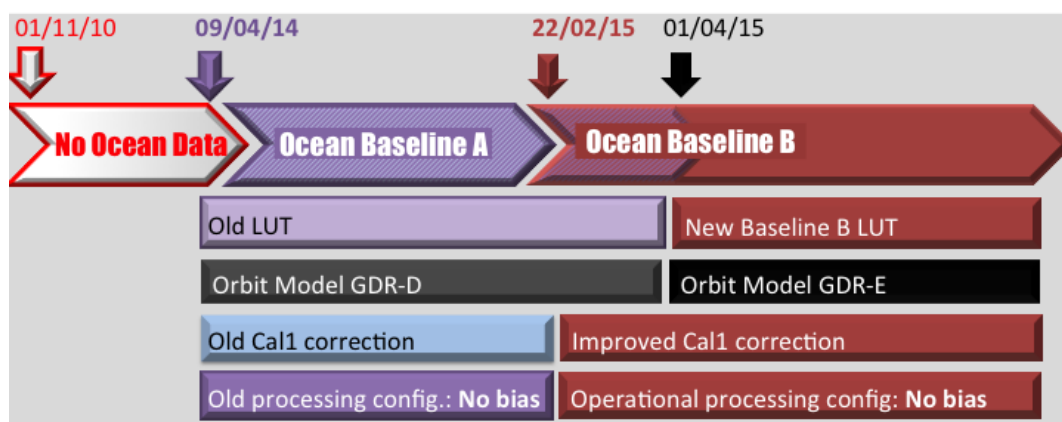 01/11/10 09/04/14 22/02/15 01/04/15
No Ocean Data Ocean Baseline A Ocean Baseline B
Old LUT New Baseline B LUT
Orbit Model GDR-D Orbit Model GDR-E
Old Cal1 correction Improved Cal1 correction
Old processing config.: No bias Operational processing config: No bias